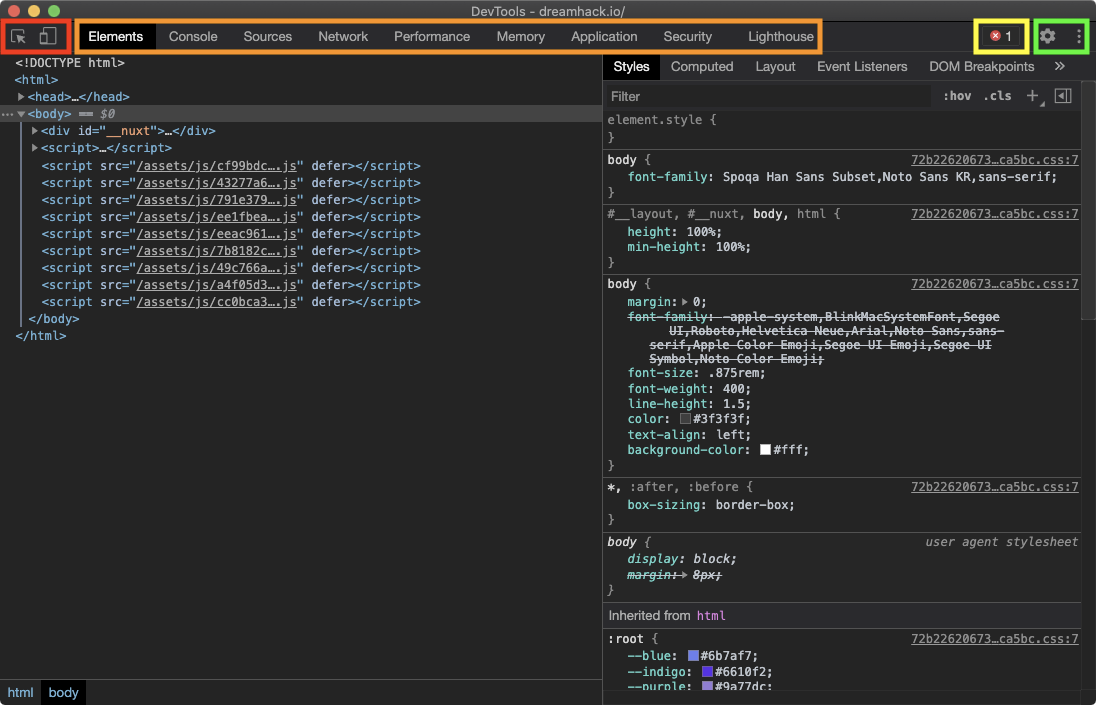 DevTools - dreamhack.io/
Elements Console Sources Network Performance Memory Application Security Lighthouse 1
<!DOCTYPE html>
<html>
<head>…</head>
<body> == $0
<div id="__nuxt">…</div>
<script>…</script>
<script src="/assets/js/cf99bdc….js" defer></script>
<script src="/assets/js/43277a6….js" defer></script>
<script src="/assets/js/791e379….js" defer></script>
<script src="/assets/js/ee1fbea….js" defer></script>
<script src="/assets/js/eeac961….js" defer></script>
<script src="/assets/js/7b8182c….js" defer></script>
<script src="/assets/js/49c766a….js" defer></script>
<script src="/assets/js/a4f05d3….js" defer></script>
<script src="/assets/js/cc0bca3….js" defer></script>
</body>
</html>
html body
Styles Computed Layout Event Listeners DOM Breakpoints »
Filter :hov .cls +
element.style {
}
body { 72b22620673…ca5bc.css:7
font-family: Spoqa Han Sans Subset,Noto Sans KR,sans-serif;
}
#__layout, #__nuxt, body, html { 72b22620673…ca5bc.css:7
height: 100%;
min-height: 100%;
}
body { 72b22620673…ca5bc.css:7
margin: 0;
font-family: -apple-system,BlinkMacSystemFont,Segoe
UI,Roboto,Helvetica Neue,Arial,Noto Sans,sans-
serif,Apple Color Emoji,Segoe UI Emoji,Segoe UI
Symbol,Noto Color Emoji;
font-size: .875rem;
font-weight: 400;
line-height: 1.5;
color: #3f3f3f;
text-align: left;
background-color: #fff;
}
*, :after, :before { 72b22620673…ca5bc.css:7
box-sizing: border-box;
}
body { user agent stylesheet
display: block;
margin: 8px;
}
Inherited from html
:root { 72b22620673…ca5bc.css:7
--blue: #6b7af7;
--indigo: #6610f2;
--purple: #9a77dc;